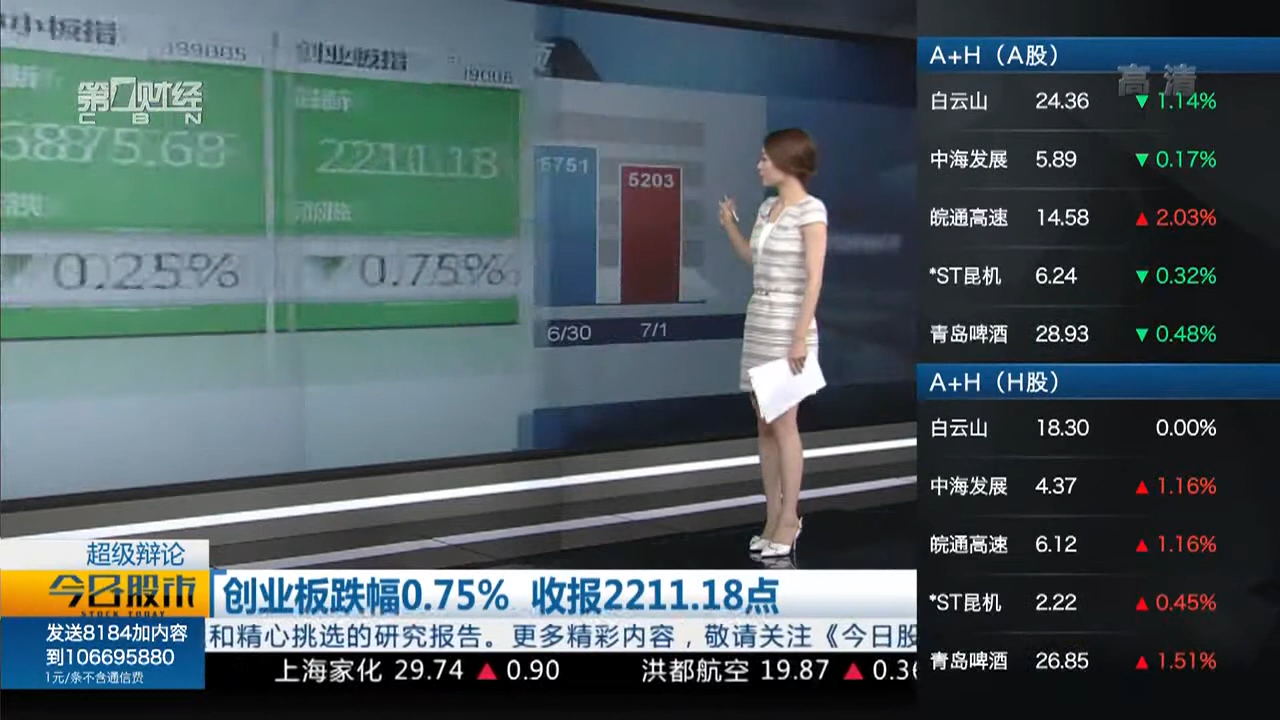 小板指
创业板指
第一财经
CBN
2211.18
0.25%
0.75%
5751
5203
6/30
7/1
高清
A+H（A股）
白云山 24.36 ▼ 1.14%
中海发展 5.89 ▼ 0.17%
皖通高速 14.58 ▲ 2.03%
*ST昆机 6.24 ▼ 0.32%
青岛啤酒 28.93 ▼ 0.48%
A+H（H股）
白云山 18.30 0.00%
中海发展 4.37 ▲ 1.16%
皖通高速 6.12 ▲ 1.16%
*ST昆机 2.22 ▲ 0.45%
青岛啤酒 26.85 ▲ 1.51%
超级辩论
今日股市
STOCK TODAY
创业板跌幅0.75% 收报2211.18点
和精心挑选的研究报告。更多精彩内容，敬请关注《今日股
发送8184加内容
到106695880
1元/条不含通信费
上海家化 29.74 ▲ 0.90 洪都航空 19.87 ▲ 0.36